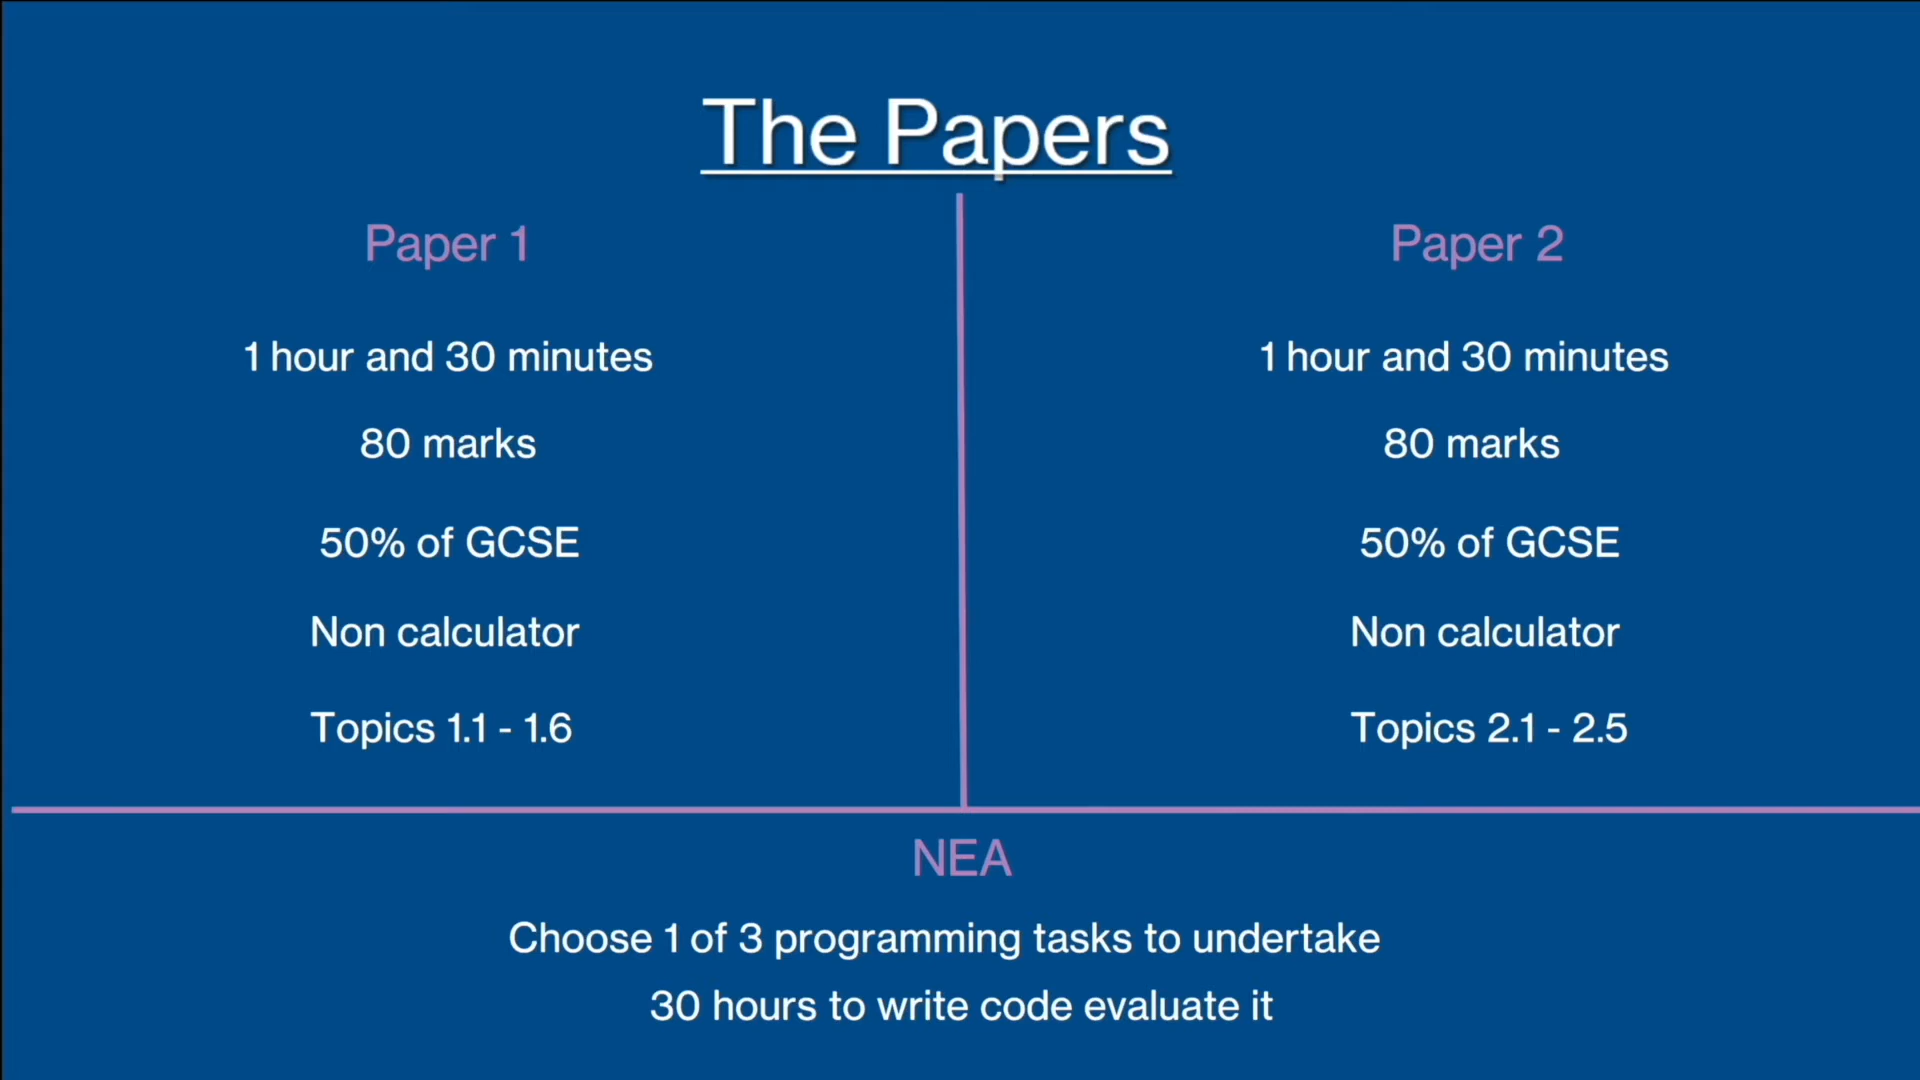 The Papers
Paper 1
1 hour and 30 minutes
80 marks
50% of GCSE
Non calculator
Topics 1.1 - 1.6
Paper 2
1 hour and 30 minutes
80 marks
50% of GCSE
Non calculator
Topics 2.1 - 2.5
NEA
Choose 1 of 3 programming tasks to undertake
30 hours to write code evaluate it